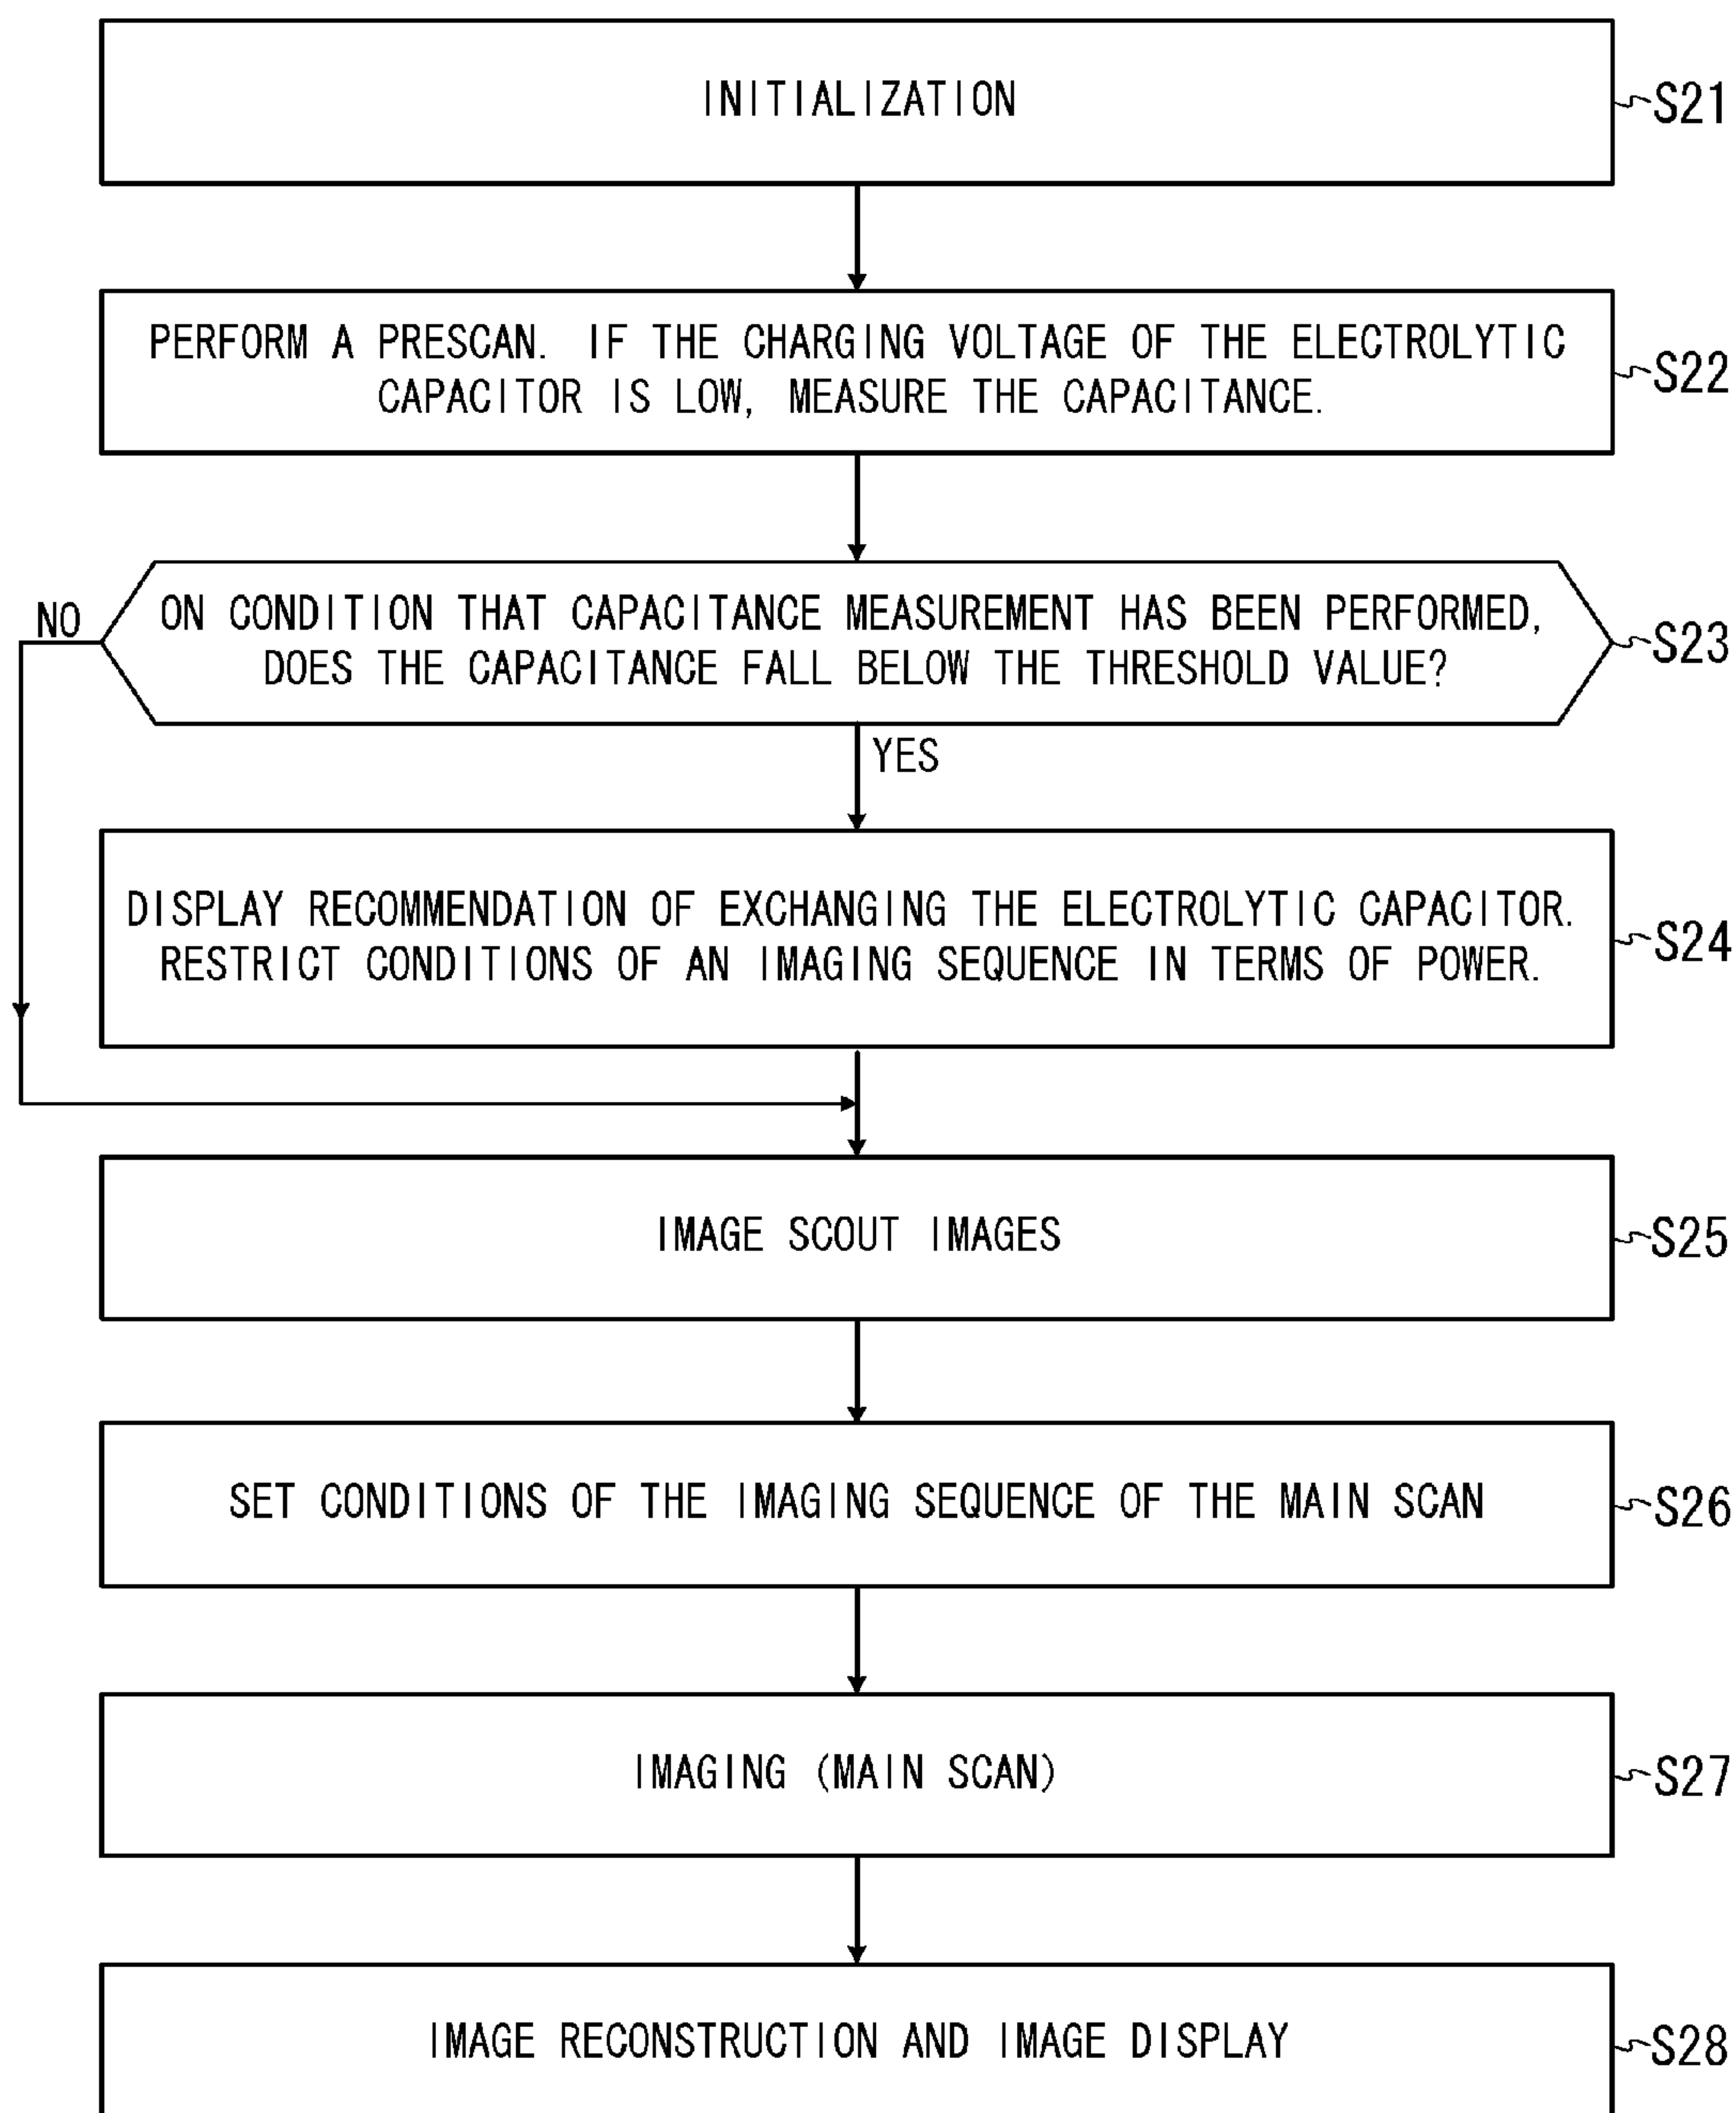 INITIALIZATION
S21
PERFORM A PRESCAN. IF THE CHARGING VOLTAGE OF THE ELECTROLYTIC
CAPACITOR IS LOW, MEASURE THE CAPACITANCE.
S22
NO
ON CONDITION THAT CAPACITANCE MEASUREMENT HAS BEEN PERFORMED,
DOES THE CAPACITANCE FALL BELOW THE THRESHOLD VALUE?
S23
YES
DISPLAY RECOMMENDATION OF EXCHANGING THE ELECTROLYTIC CAPACITOR.
RESTRICT CONDITIONS OF AN IMAGING SEQUENCE IN TERMS OF POWER.
S24
IMAGE SCOUT IMAGES
S25
SET CONDITIONS OF THE IMAGING SEQUENCE OF THE MAIN SCAN
S26
IMAGING (MAIN SCAN)
S27
IMAGE RECONSTRUCTION AND IMAGE DISPLAY
S28